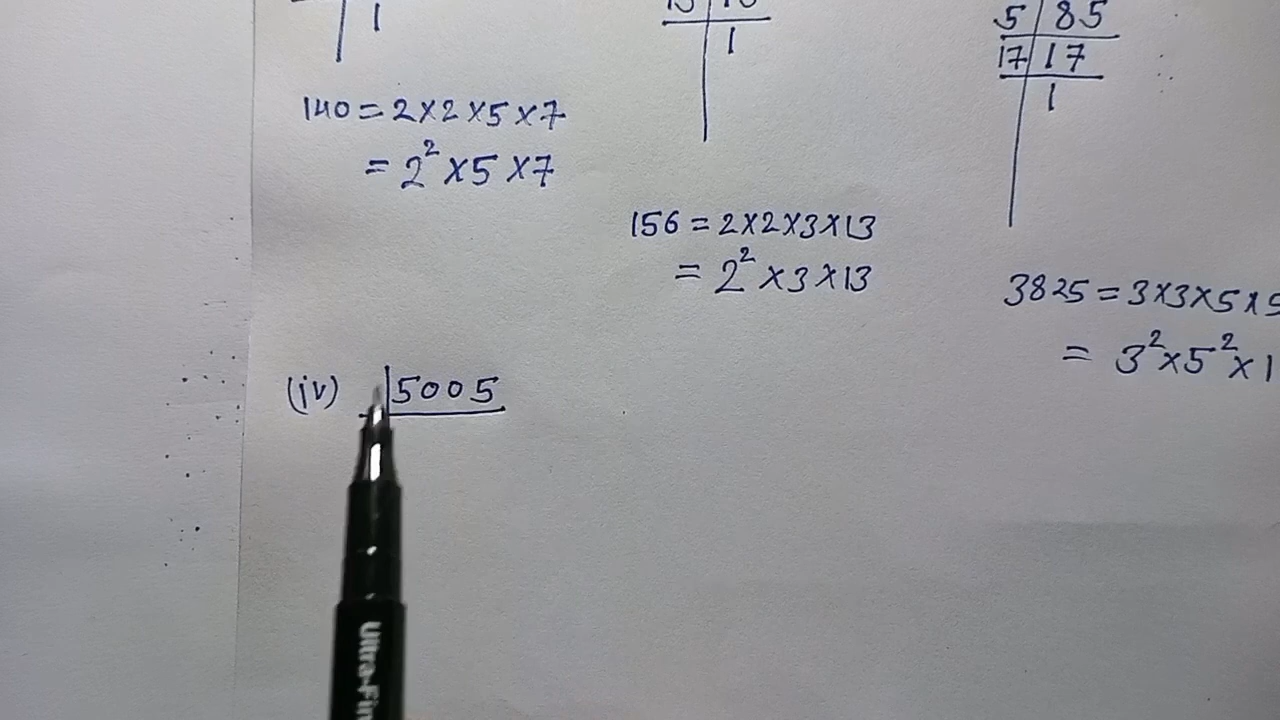 1
1
5 85
17 17
1
140 = 2×2×5×7
= 2² ×5 ×7
156 = 2×2×3×13
= 2² ×3 ×13
3825 = 3×3×5×5
= 3²×5²×1
(iv) 5005
Ultra-Fin